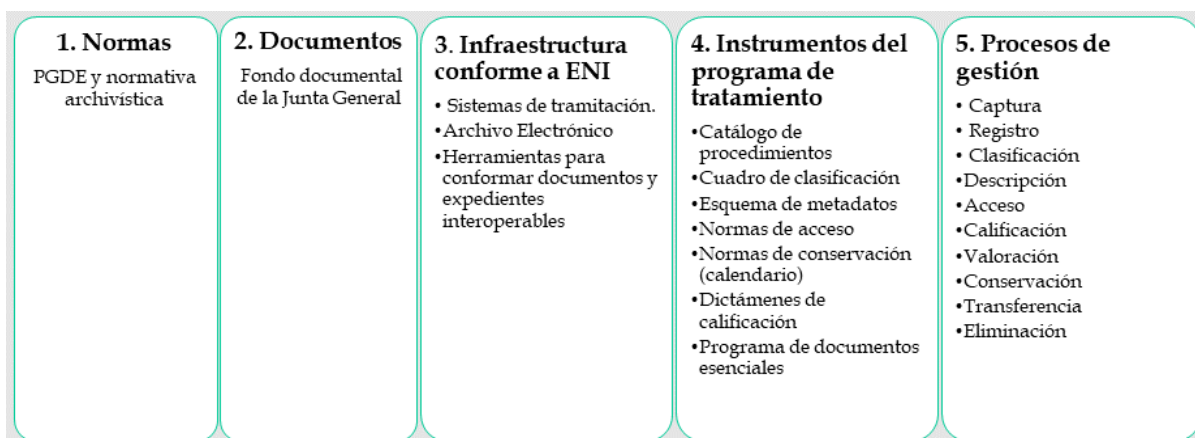 1. Normas
PGDE y normativa
archivística
2. Documentos
Fondo documental
de la Junta General
3. Infraestructura
conforme a ENI
• Sistemas de tramitación.
•Archivo Electrónico
•Herramientas para
conformar documentos y
expedientes
interoperables
4. Instrumentos del
programa de
tratamiento
•Catálogo de
procedimientos
•Cuadro de clasificación
•Esquema de metadatos
•Normas de acceso
•Normas de conservación
(calendario)
•Dictámenes de
calificación
•Programa de documentos
esenciales
5. Procesos de
gestión
• Captura
• Registro
• Clasificación
•Descripción
•Acceso
•Calificación
•Valoración
•Conservación
•Transferencia
•Eliminación